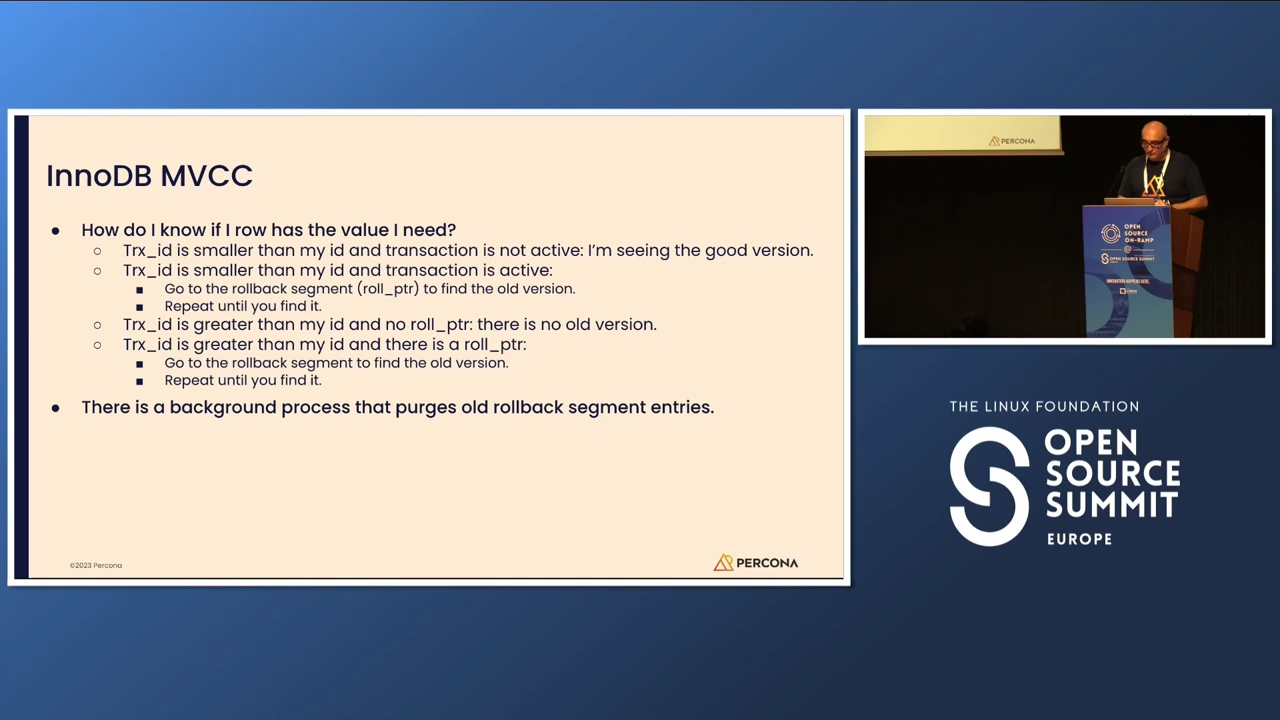 InnoDB MVCC
● How do I know if I row has the value I need?
○ Trx_id is smaller than my id and transaction is not active: I’m seeing the good version.
○ Trx_id is smaller than my id and transaction is active:
■ Go to the rollback segment (roll_ptr) to find the old version.
■ Repeat until you find it.
○ Trx_id is greater than my id and no roll_ptr: there is no old version.
○ Trx_id is greater than my id and there is a roll_ptr:
■ Go to the rollback segment to find the old version.
■ Repeat until you find it.
● There is a background process that purges old rollback segment entries.
©2023 Percona
PERCONA
PERCONA
OPEN
SOURCE
ON-RAMP
OPEN
SOURCE SUMMIT
INNOVATION HAPPENS HERE.
THE LINUX FOUNDATION
OPEN
SOURCE
SUMMIT
EUROPE